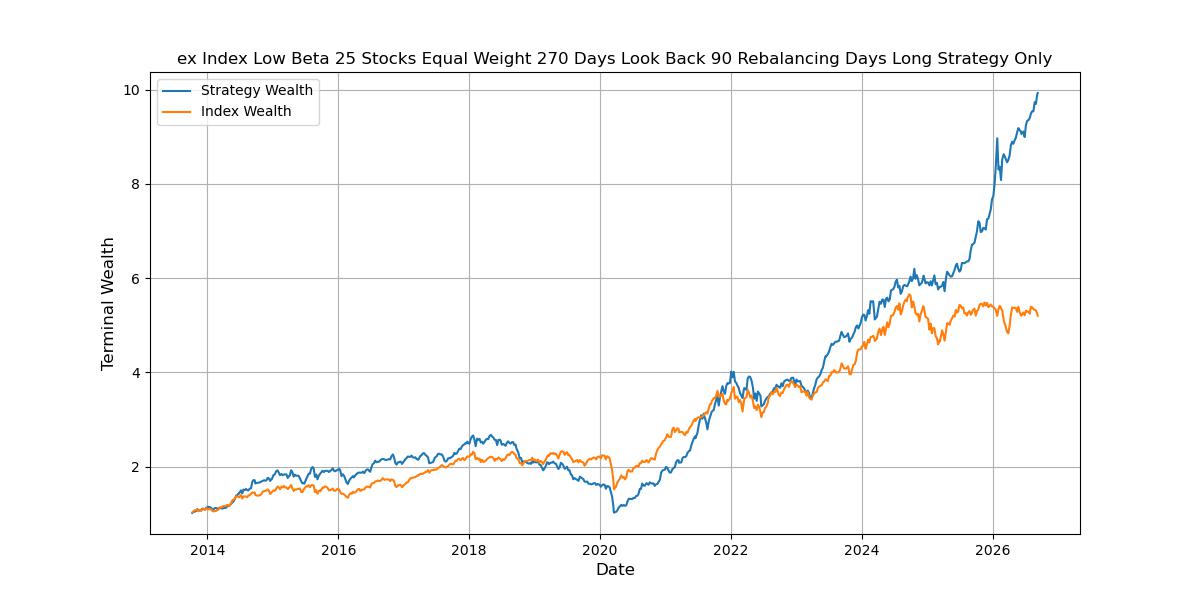 ex Index Low Beta 25 Stocks Equal Weight 270 Days Look Back 90 Rebalancing Days Long Strategy Only
Strategy Wealth
Index Wealth
Terminal Wealth
10
8
6
4
2
2014 2016 2018 2020 2022 2024 2026
Date